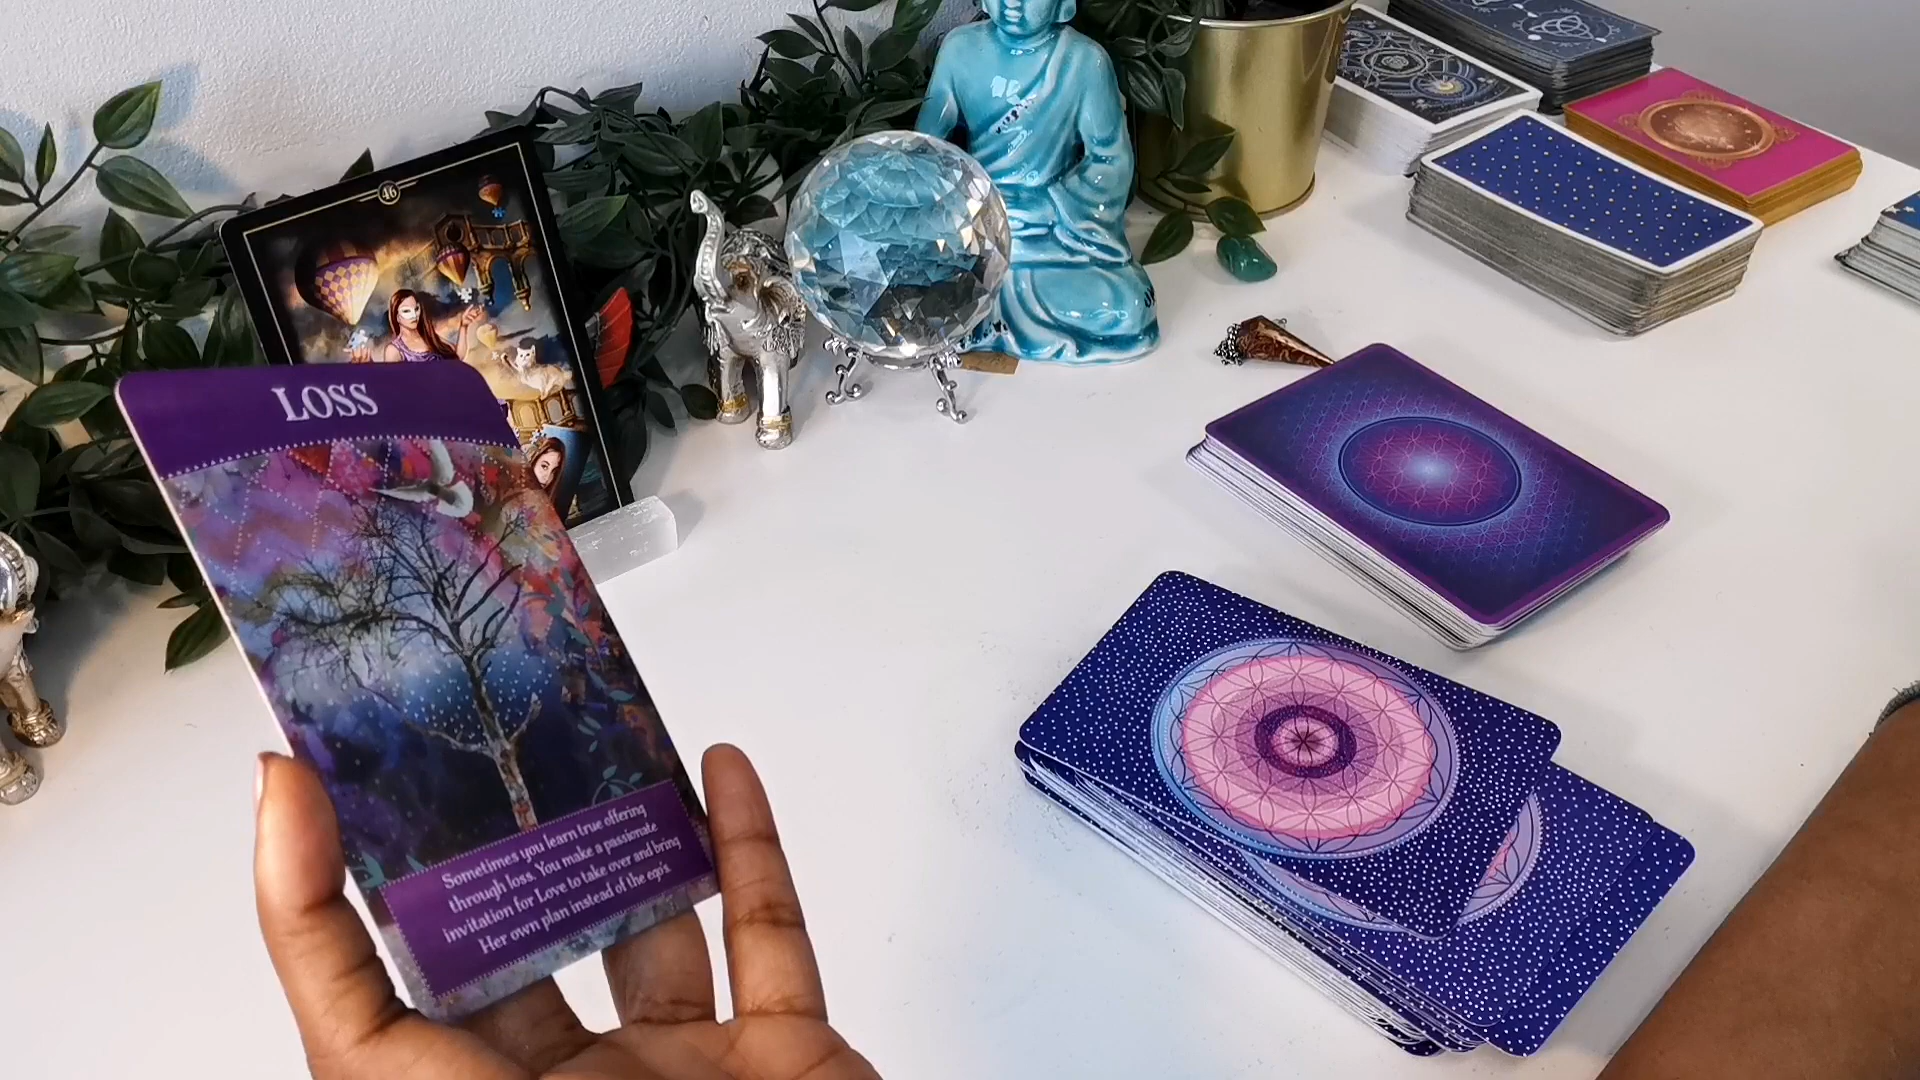 46
LOSS
Sometimes you learn true offering
through loss. You make a passionate
invitation for Love to take over and bring
Her own plan instead of the ego's.